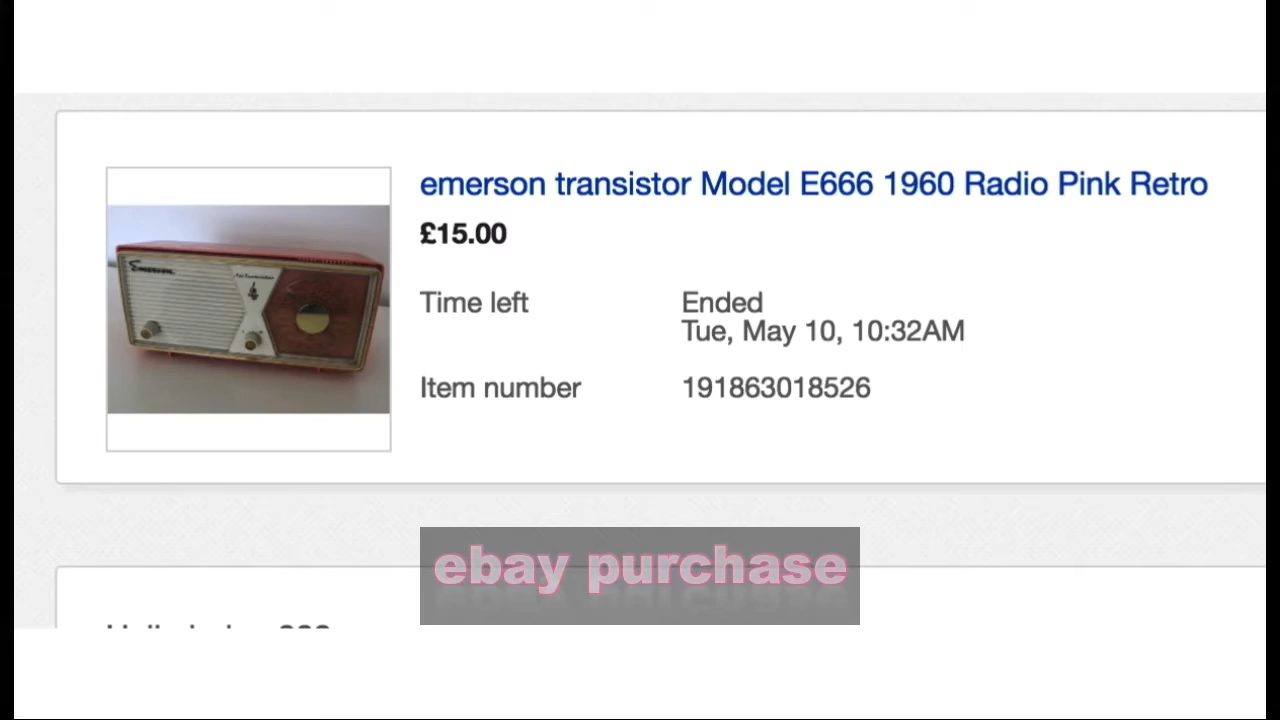 emerson transistor Model E666 1960 Radio Pink Retro
£15.00
Emerson
Time left
Ended
Tue, May 10, 10:32AM
Item number
191863018526
ebay purchase